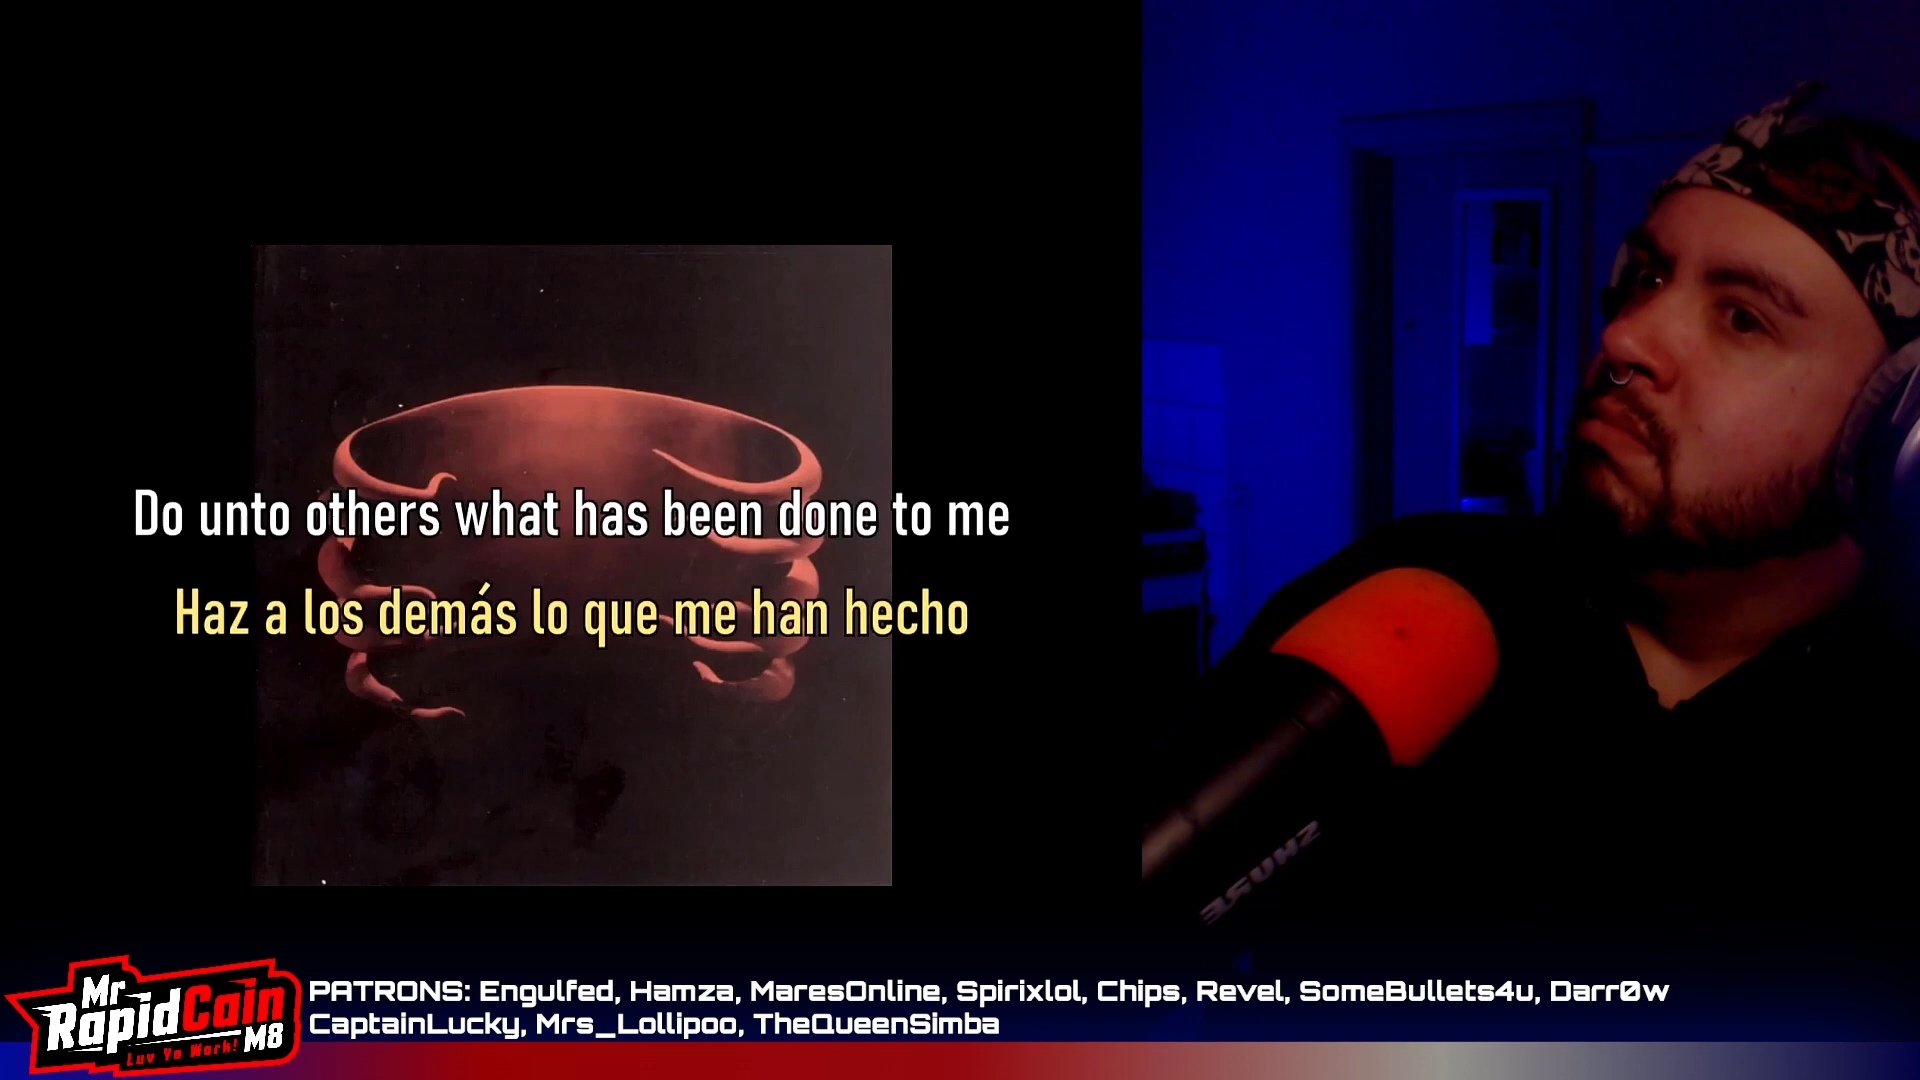 Do unto others what has been done to me
Haz a los demás lo que me han hecho
SHURE
Mr
RapidCoin
Luv Yo Work! M8
PATRONS: Engulfed, Hamza, MaresOnline, Spirixlol, Chips, Revel, SomeBullets4u, Darr0w
CaptainLucky, Mrs_Lollipoo, TheQueenSimba